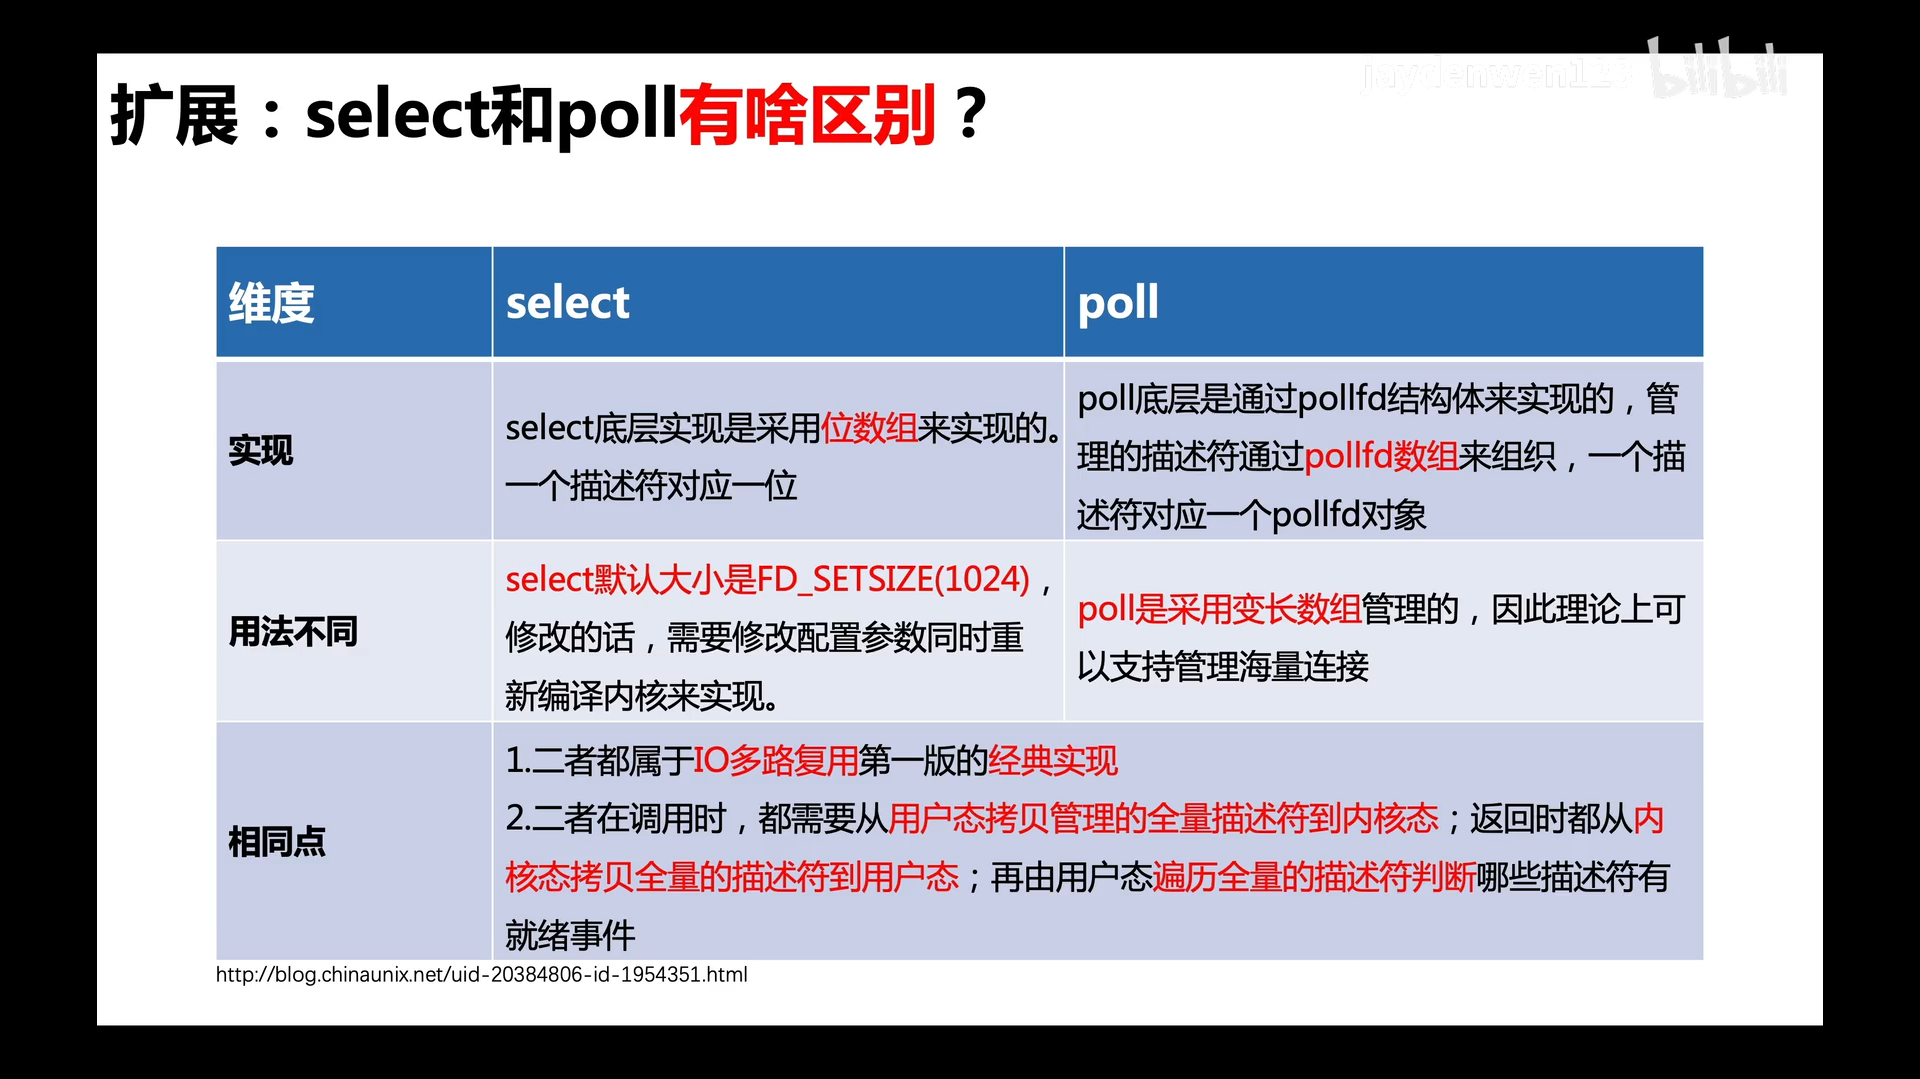 bilibili
扩展：select和poll有啥区别？
维度
select
poll
实现
select底层实现是采用位数组来实现的。
一个描述符对应一位
poll底层是通过pollfd结构体来实现的，管
理的描述符通过pollfd数组来组织，一个描
述符对应一个pollfd对象
用法不同
select默认大小是FD_SETSIZE(1024)，
修改的话，需要修改配置参数同时重
新编译内核来实现。
poll是采用变长数组管理的，因此理论上可
以支持管理海量连接
相同点
1.二者都属于IO多路复用第一版的经典实现
2.二者在调用时，都需要从用户态拷贝管理的全量描述符到内核态；返回时都从内
核态拷贝全量的描述符到用户态；再由用户态遍历全量的描述符判断哪些描述符有
就绪事件
http://blog.chinaunix.net/uid-20384806-id-1954351.html